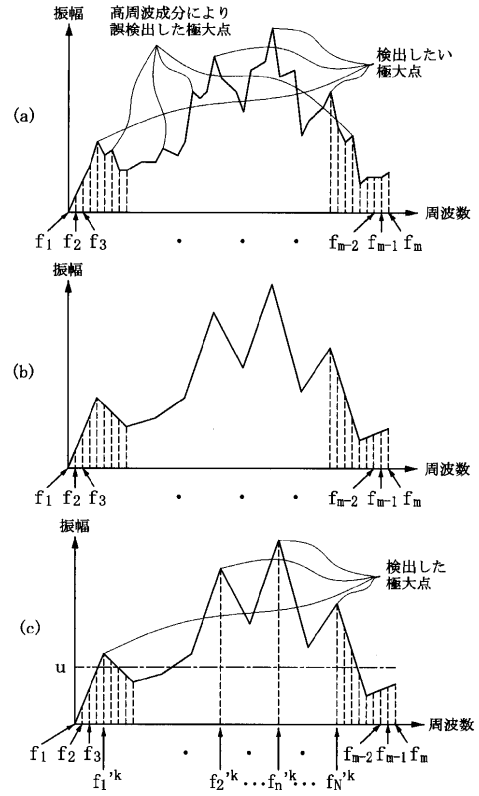 (a)
振幅
高周波成分により
誤検出した極大点
検出したい
極大点
周波数
f1 f2 f3 ・ ・ ・ fm-2 fm-1 fm
(b)
振幅
周波数
f1 f2 f3 ・ ・ ・ fm-2 fm-1 fm
(c)
振幅
検出した
極大点
u
周波数
f1 f2 f3 ・ ・ ・ fm-2 fm-1 fm
f1'k f2'k ・・・ fn'k ・・・ fN'k